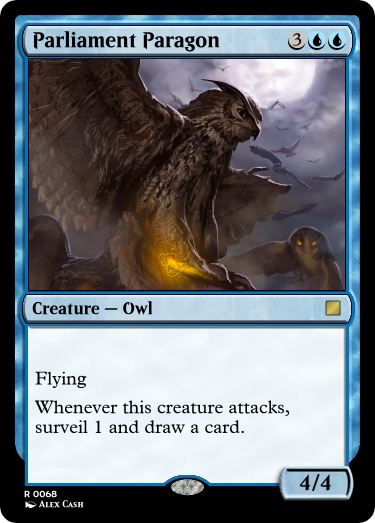 Parliament Paragon 3
Creature — Owl
Flying
Whenever this creature attacks,
surveil 1 and draw a card.
4/4
R 0068
Alex Cash